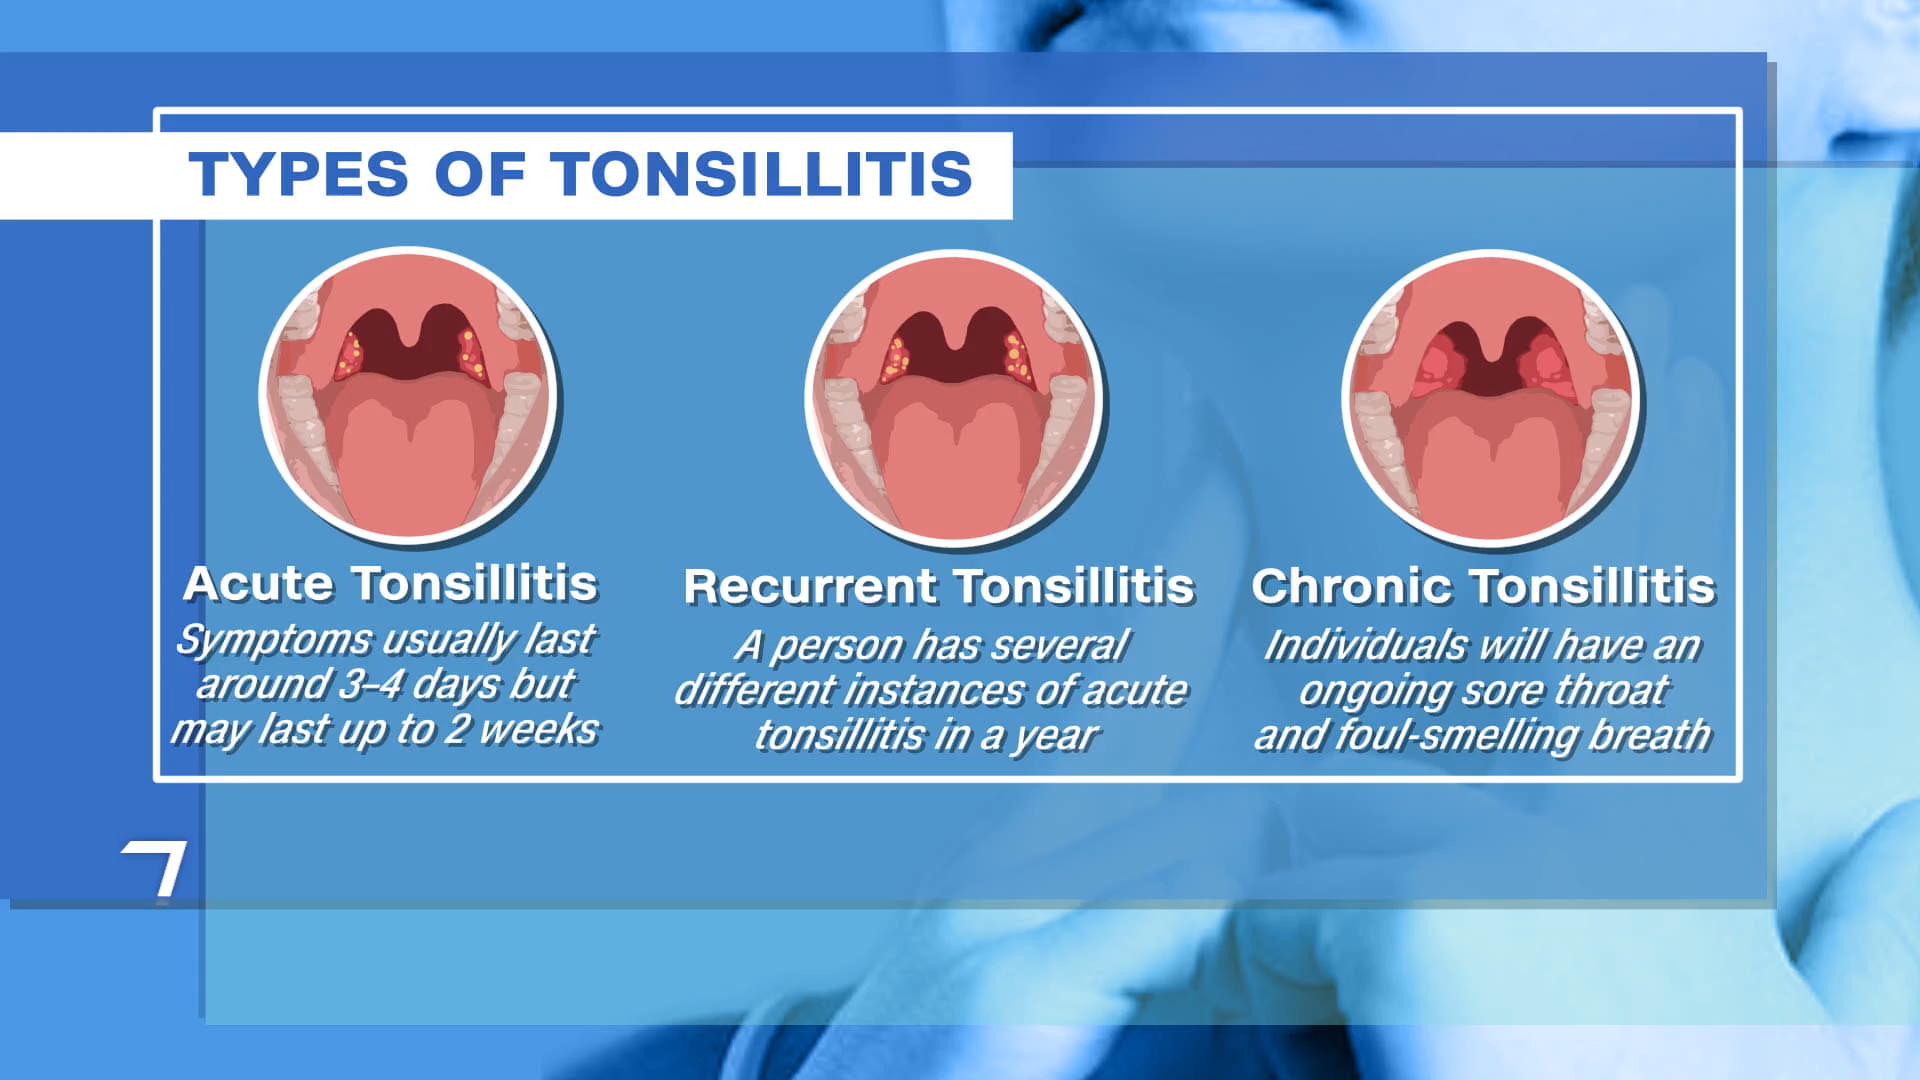 TYPES OF TONSILLITIS
Acute Tonsillitis
Symptoms usually last
around 3–4 days but
may last up to 2 weeks
Recurrent Tonsillitis
A person has several
different instances of acute
tonsillitis in a year
Chronic Tonsillitis
Individuals will have an
ongoing sore throat
and foul-smelling breath
7